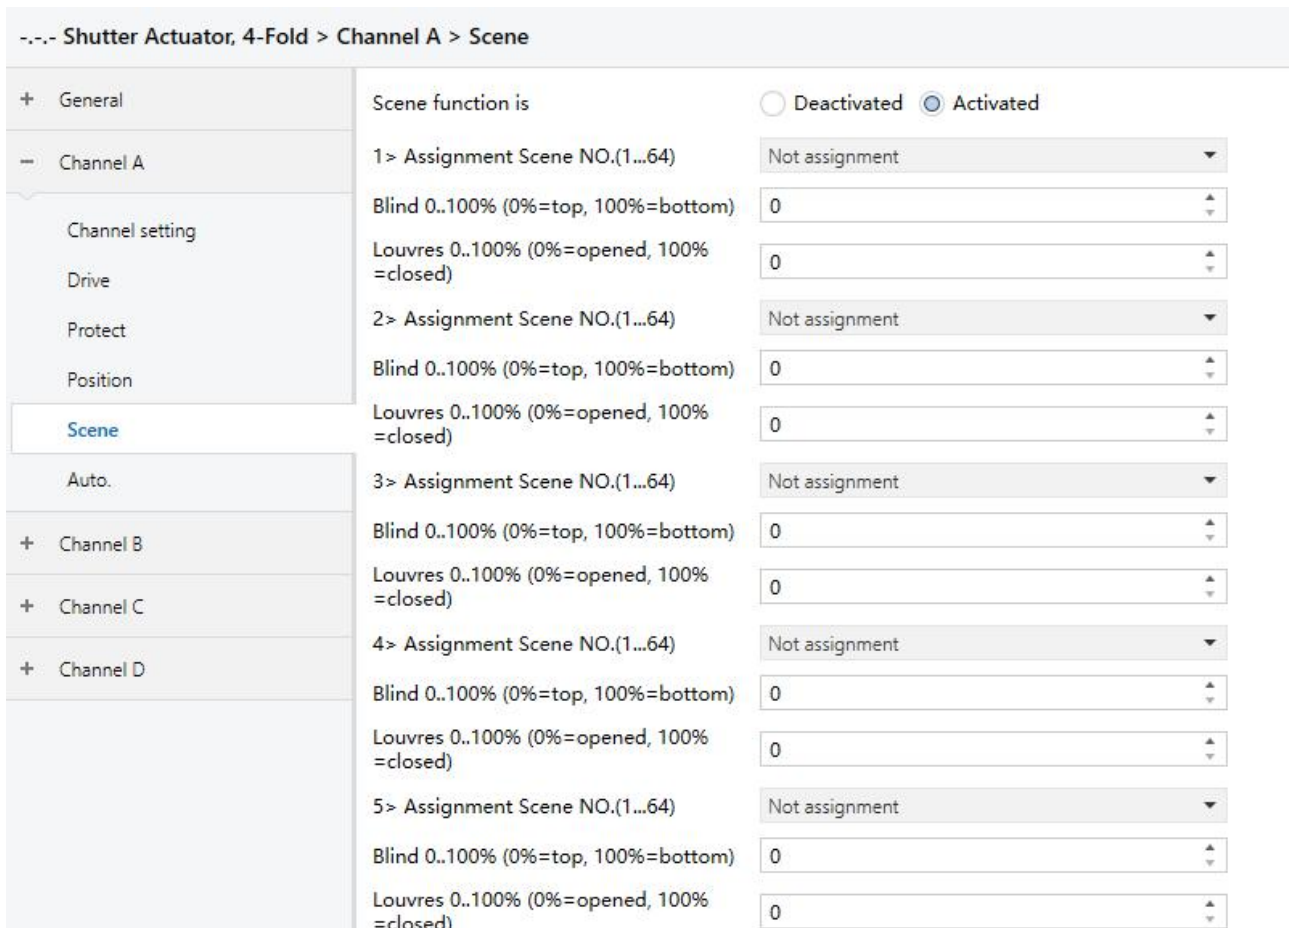 -.-.- Shutter Actuator, 4-Fold > Channel A > Scene
+ General
– Channel A
Channel setting
Drive
Protect
Position
Scene
Auto.
+ Channel B
+ Channel C
+ Channel D
Scene function is Deactivated Activated
1> Assignment Scene NO.(1...64) Not assignment
Blind 0..100% (0%=top, 100%=bottom) 0
Louvres 0..100% (0%=opened, 100%
=closed) 0
2> Assignment Scene NO.(1...64) Not assignment
Blind 0..100% (0%=top, 100%=bottom) 0
Louvres 0..100% (0%=opened, 100%
=closed) 0
3> Assignment Scene NO.(1...64) Not assignment
Blind 0..100% (0%=top, 100%=bottom) 0
Louvres 0..100% (0%=opened, 100%
=closed) 0
4> Assignment Scene NO.(1...64) Not assignment
Blind 0..100% (0%=top, 100%=bottom) 0
Louvres 0..100% (0%=opened, 100%
=closed) 0
5> Assignment Scene NO.(1...64) Not assignment
Blind 0..100% (0%=top, 100%=bottom) 0
Louvres 0..100% (0%=opened, 100%
=closed) 0